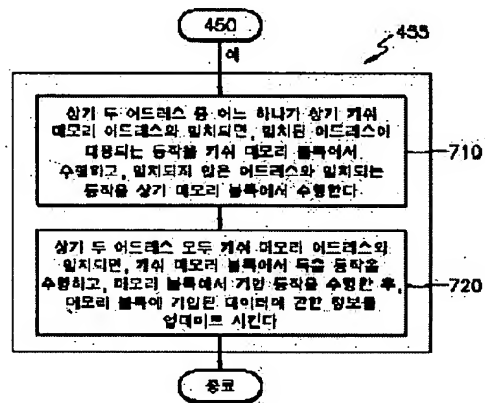 450
예
455
상기 두 어드레스 중 어느 하나가 상기 캐쉬
메모리 어드레스와 일치되면, 일치된 어드레스에
대응되는 동작을 캐쉬 메모리 블록에서
수행하고, 일치되지 않은 어드레스와 일치되는
동작을 상기 메모리 블록에서 수행한다
710
상기 두 어드레스 모두 캐쉬 메모리 어드레스와
일치되면, 캐쉬 메모리 블록에서 독출 동작을
수행하고, 메모리 블록에서 기입 동작을 수행한 후,
메모리 블록에 기입된 데이터에 관한 정보를
업데이트 시킨다
720
종료